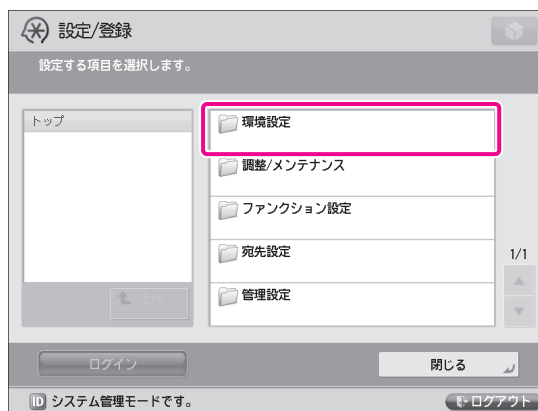 設定/登録
設定する項目を選択します。
トップ
環境設定
調整/メンテナンス
ファンクション設定
宛先設定
管理設定
1/1
上へ
ログイン
閉じる
ID システム管理モードです。
ログアウト